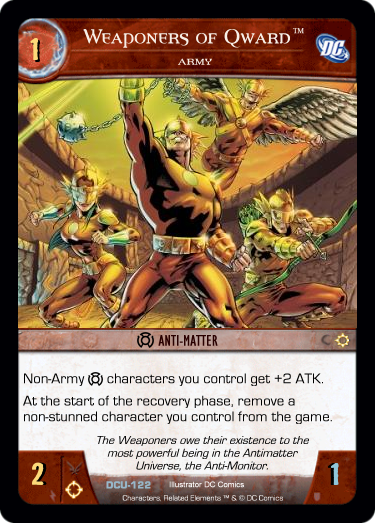 1
WEAPONERS OF QWARD™
DC
ARMY
ANTI-MATTER
Non-Army characters you control get +2 ATK.
At the start of the recovery phase, remove a
non-stunned character you control from the game.
The Weaponers owe their existence to the
most powerful being in the Antimatter
Universe, the Anti-Monitor.
2
1
DCU-122 Illustrator DC Comics
Characters, Related Elements ™ & © DC Comics